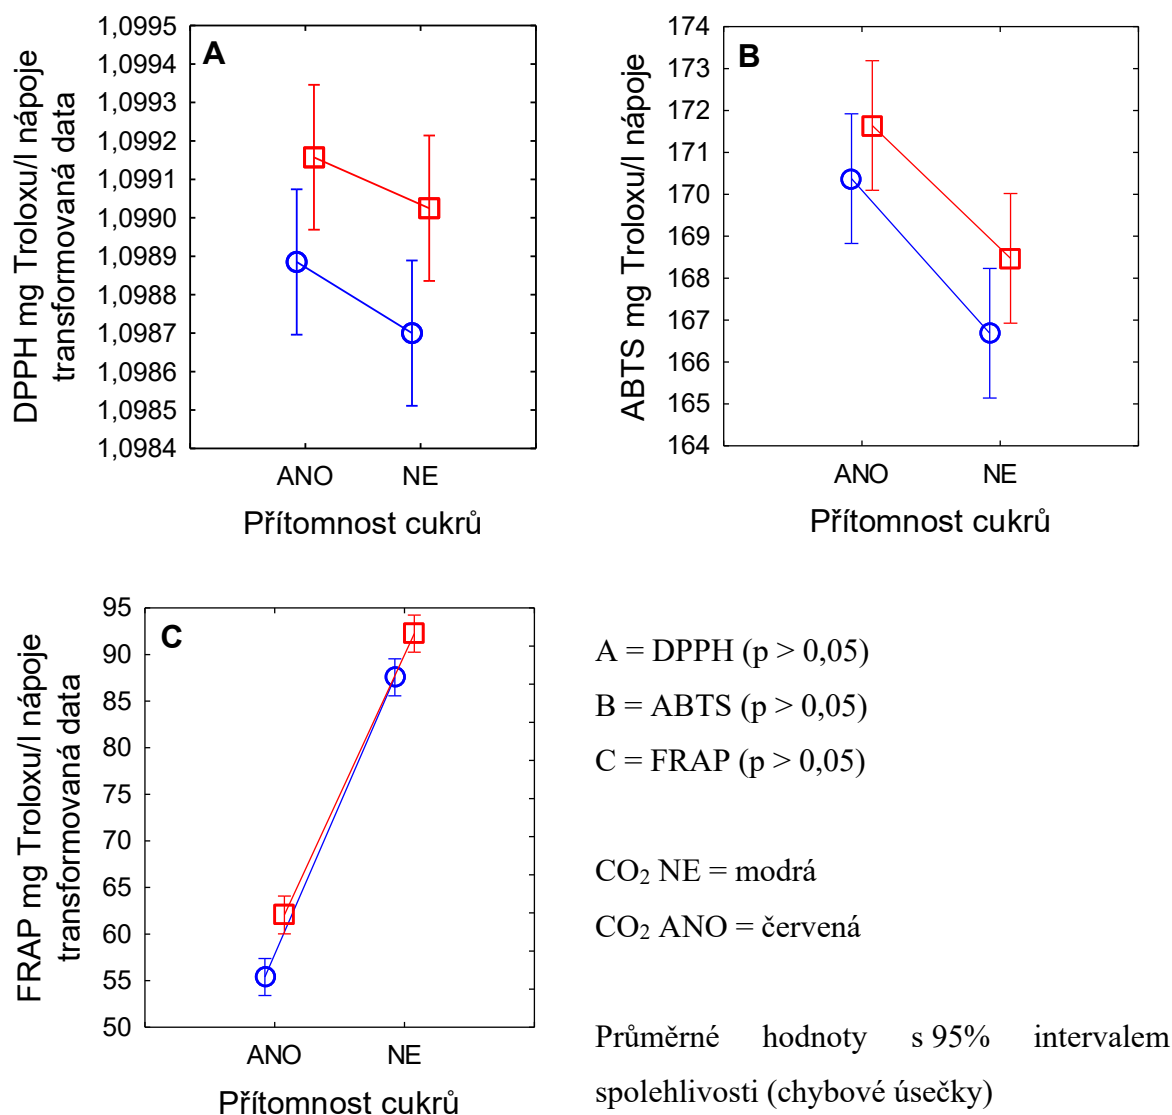 A
DPPH mg Troloxu/l nápoje
transformovaná data
1,0995
1,0994
1,0993
1,0992
1,0991
1,0990
1,0989
1,0988
1,0987
1,0986
1,0985
1,0984
ANO NE
Přítomnost cukrů
B
ABTS mg Troloxu/l nápoje
174
173
172
171
170
169
168
167
166
165
164
ANO NE
Přítomnost cukrů
C
FRAP mg Troloxu/l nápoje
transformovaná data
95
90
85
80
75
70
65
60
55
50
ANO NE
Přítomnost cukrů
A = DPPH (p > 0,05)
B = ABTS (p > 0,05)
C = FRAP (p > 0,05)
CO₂ NE = modrá
CO₂ ANO = červená
Průměrné hodnoty s 95% intervalem
spolehlivosti (chybové úsečky)